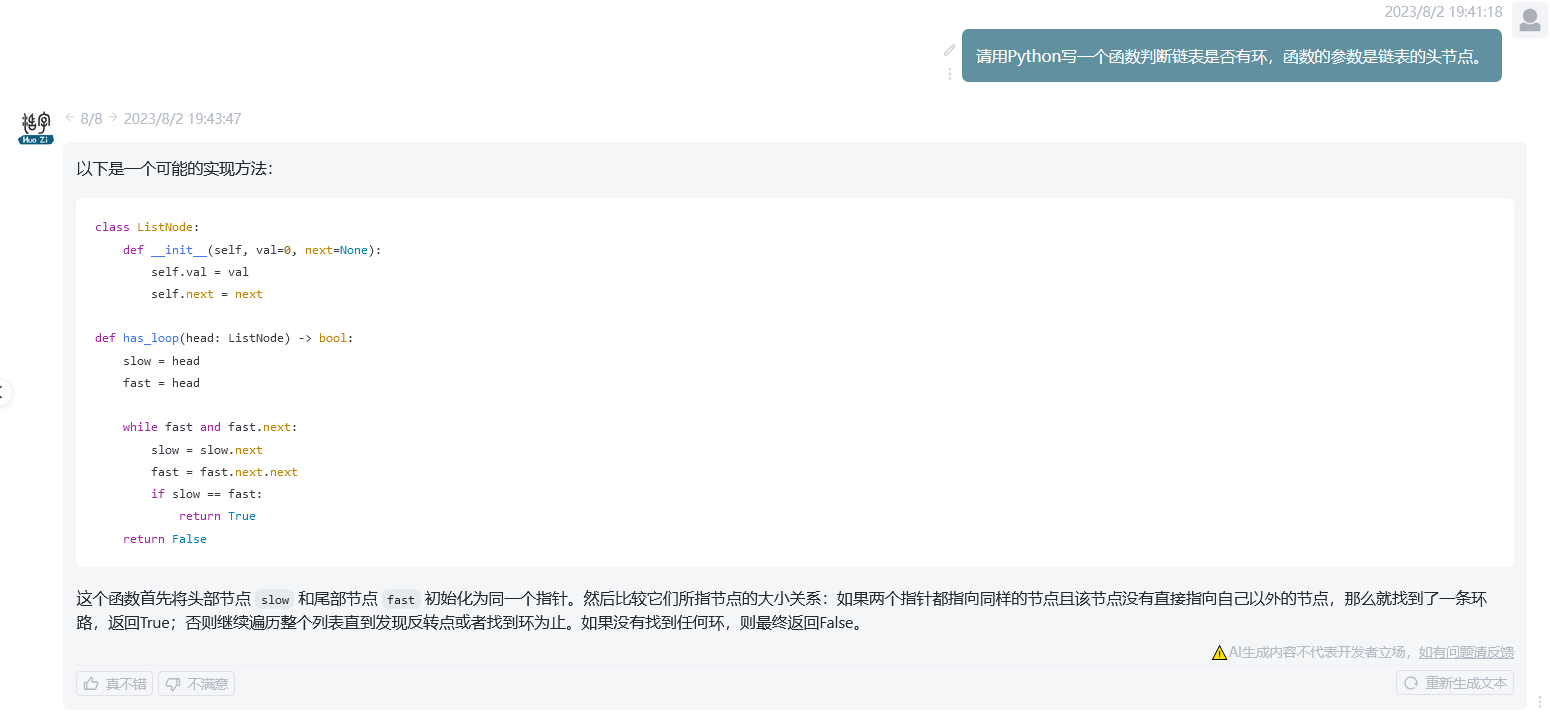 2023/8/2 19:41:18
请用Python写一个函数判断链表是否有环，函数的参数是链表的头节点。
活字
Huo Zi
8/8 2023/8/2 19:43:47
以下是一个可能的实现方法：
class ListNode:
    def __init__(self, val=0, next=None):
        self.val = val
        self.next = next
def has_loop(head: ListNode) -> bool:
    slow = head
    fast = head
    while fast and fast.next:
        slow = slow.next
        fast = fast.next.next
        if slow == fast:
            return True
    return False
这个函数首先将头部节点 slow 和尾部节点 fast 初始化为同一个指针。然后比较它们所指节点的大小关系：如果两个指针都指向同样的节点且该节点没有直接指向自己以外的节点，那么就找到了一条环
路，返回True；否则继续遍历整个列表直到发现反转点或者找到环为止。如果没有找到任何环，则最终返回False。
AI生成内容不代表开发者立场，如有问题请反馈
真不错 不满意 重新生成文本